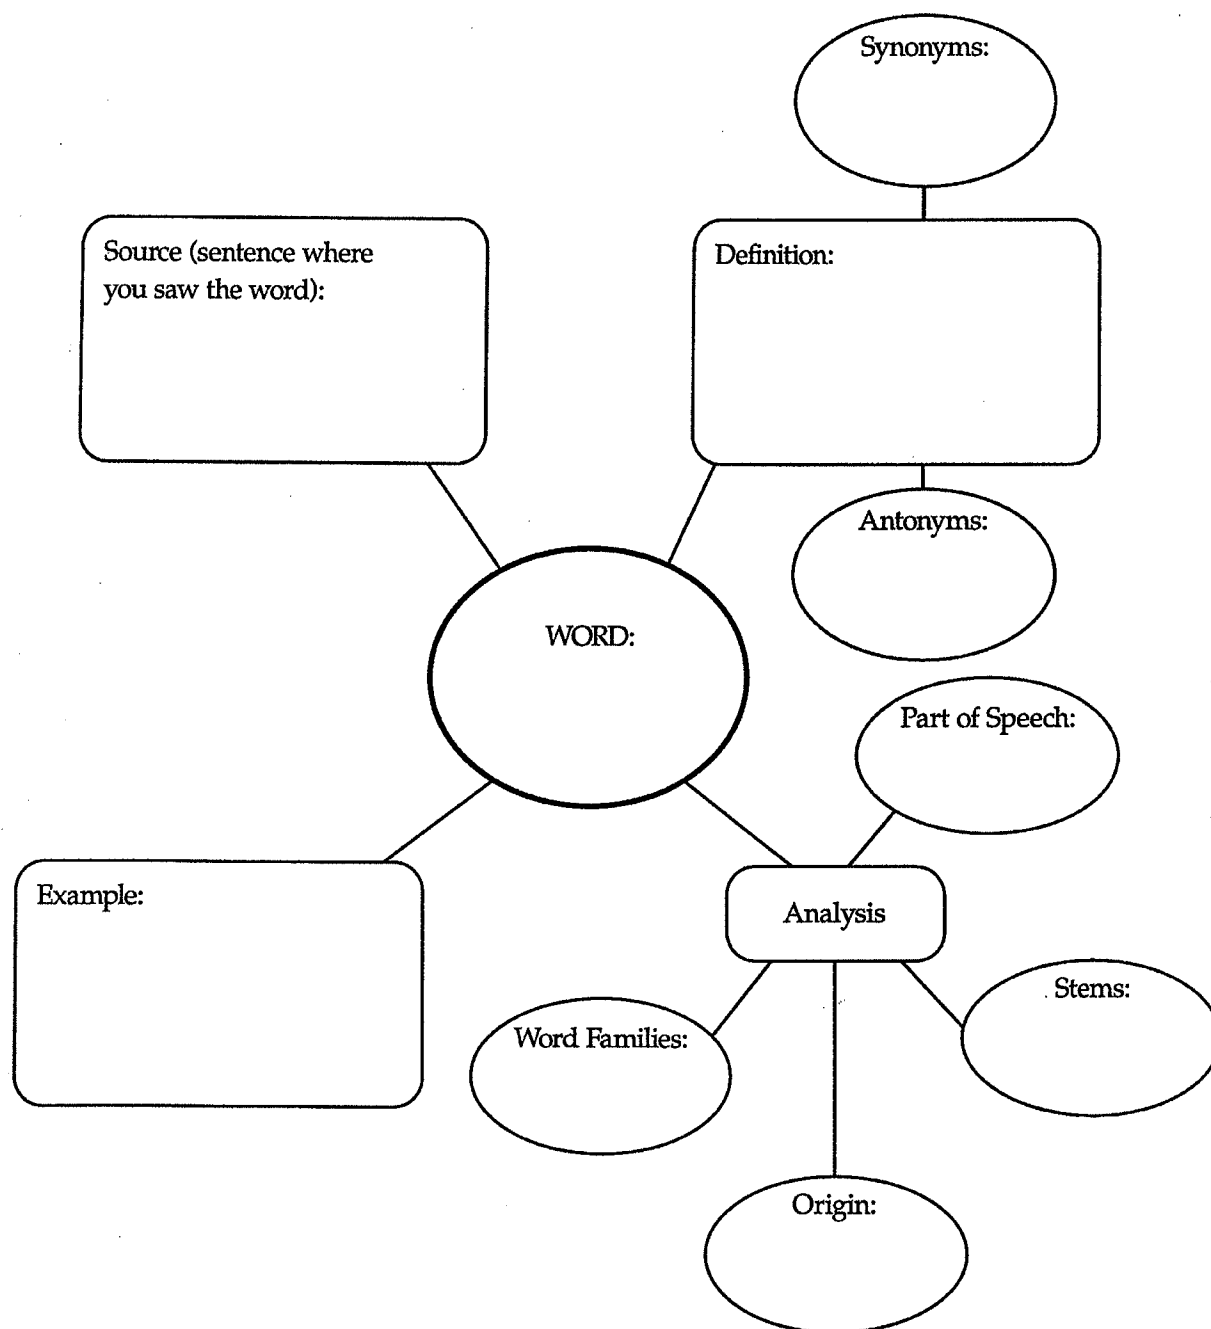 Synonyms:
Source (sentence where
you saw the word):
Definition:
Antonyms:
WORD:
Part of Speech:
Example:
Analysis
Stems:
Word Families:
Origin: